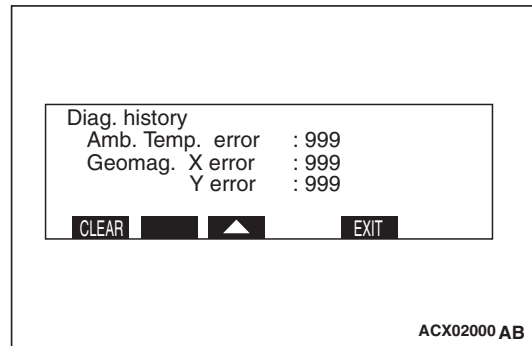 Diag. history
Amb. Temp. error : 999
Geomag. X error : 999
Y error : 999
CLEAR EXIT
ACX02000 AB